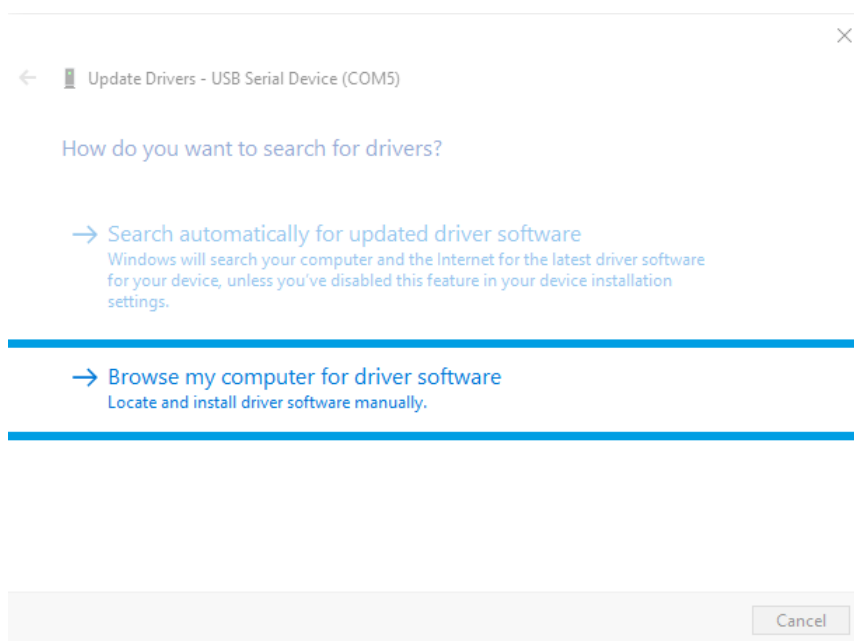 Update Drivers - USB Serial Device (COM5)
How do you want to search for drivers?
Search automatically for updated driver software
Windows will search your computer and the Internet for the latest driver software
for your device, unless you've disabled this feature in your device installation
settings.
Browse my computer for driver software
Locate and install driver software manually.
Cancel